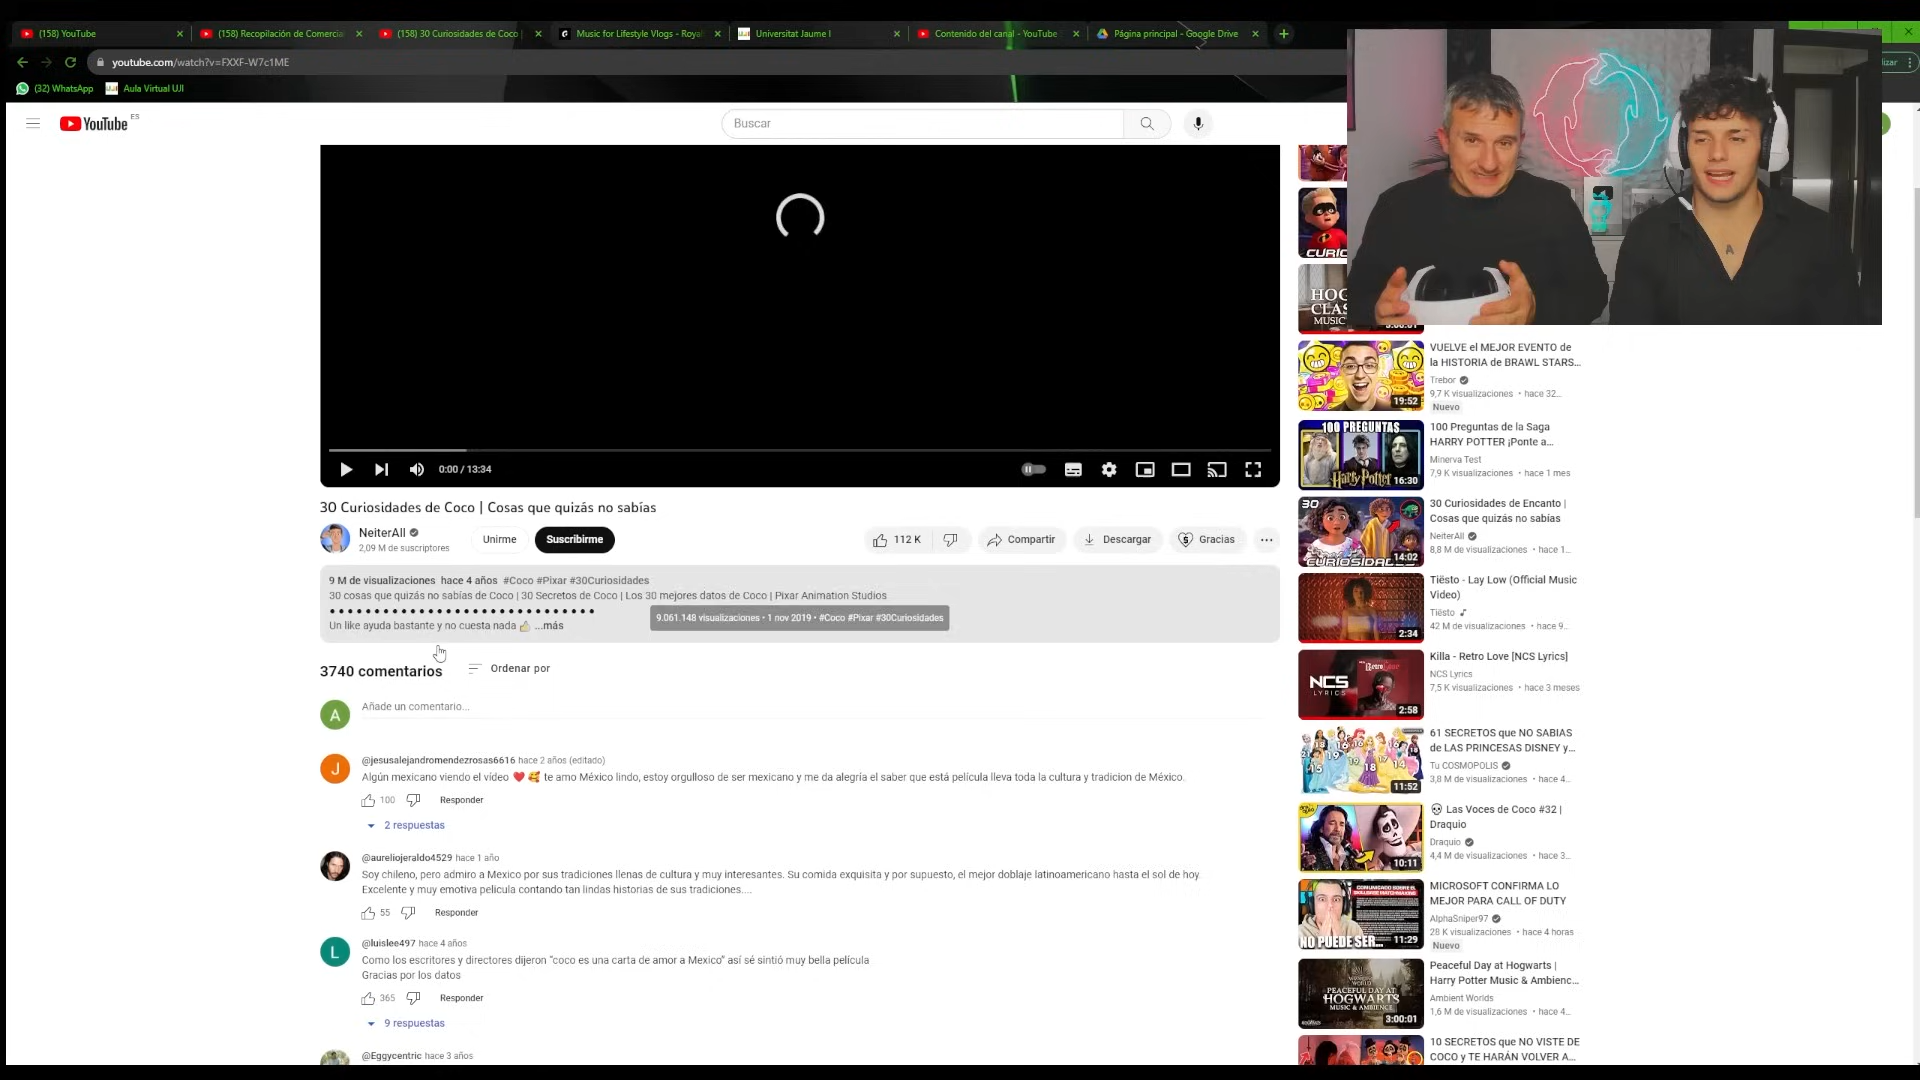 (158) YouTube
(158) Recopilación de Comercial
(158) 30 Curiosidades de Coco |
Music for Lifestyle Vlogs - Royal
Universitat Jaume I
Contenido del canal - YouTube
Página principal - Google Drive
youtube.com/watch?v=FXXF-W7c1ME
(32) WhatsApp
Aula Virtual UJI
YouTube ES
Buscar
0:00 / 13:34
30 Curiosidades de Coco | Cosas que quizás no sabías
NeiterAll
2,09 M de suscriptores
Unirme
Suscribirme
112 K
Compartir
Descargar
Gracias
9 M de visualizaciones hace 4 años #Coco #Pixar #30Curiosidades
30 cosas que quizás no sabías de Coco | 30 Secretos de Coco | Los 30 mejores datos de Coco | Pixar Animation Studios
9.061.148 visualizaciones • 1 nov 2019 • #Coco #Pixar #30Curiosidades
Un like ayuda bastante y no cuesta nada 👍 ...más
3740 comentarios
Ordenar por
A
Añade un comentario...
J
@jesusalejandromendezrosas6616 hace 2 años (editado)
Algún mexicano viendo el vídeo ❤️ 🥰 te amo México lindo, estoy orgulloso de ser mexicano y me da alegría el saber que está película lleva toda la cultura y tradicion de México.
100
Responder
2 respuestas
@aureliojeraldo4529 hace 1 año
Soy chileno, pero admiro a Mexico por sus tradiciones llenas de cultura y muy interesantes. Su comida exquisita y por supuesto, el mejor doblaje latinoamericano hasta el sol de hoy.
Excelente y muy emotiva pelicula contando tan lindas historias de sus tradiciones....
55
Responder
L
@luislee497 hace 4 años
Como los escritores y directores dijeron "coco es una carta de amor a Mexico" así sé sintió muy bella película
Gracias por los datos
365
Responder
9 respuestas
@Eggycentric hace 3 años
CURIO
HOG
CLAS
MUSIC
VUELVE el MEJOR EVENTO de
la HISTORIA de BRAWL STARS...
Trebor
9,7 K visualizaciones • hace 32...
Nuevo
19:52
100 PREGUNTAS
Harry Potter
16:30
100 Preguntas de la Saga
HARRY POTTER ¡Ponte a...
Minerva Test
7,9 K visualizaciones • hace 1 mes
30
CURIOSIDADES
14:02
30 Curiosidades de Encanto |
Cosas que quizás no sabías
NeiterAll
8,8 M de visualizaciones • hace 1...
2:34
Tiësto - Lay Low (Official Music
Video)
Tiësto
42 M de visualizaciones • hace 9...
NCS
LYRICS
2:58
Killa - Retro Love [NCS Lyrics]
NCS Lyrics
7,5 K visualizaciones • hace 3 meses
11:52
61 SECRETOS que NO SABIAS
de LAS PRINCESAS DISNEY y...
Tu COSMOPOLIS
3,8 M de visualizaciones • hace 4...
10:11
💀 Las Voces de Coco #32 |
Draquio
Draquio
4,4 M de visualizaciones • hace 3...
NO PUEDE SER...
11:29
MICROSOFT CONFIRMA LO
MEJOR PARA CALL OF DUTY
AlphaSniper97
28 K visualizaciones • hace 4 horas
Nuevo
PEACEFUL DAY AT
HOGWARTS
MUSIC & AMBIENCE
3:00:01
Peaceful Day at Hogwarts |
Harry Potter Music & Ambienc...
Ambient Worlds
1,6 M de visualizaciones • hace 4...
10 SECRETOS que NO VISTE DE
COCO y TE HARÁN VOLVER A...